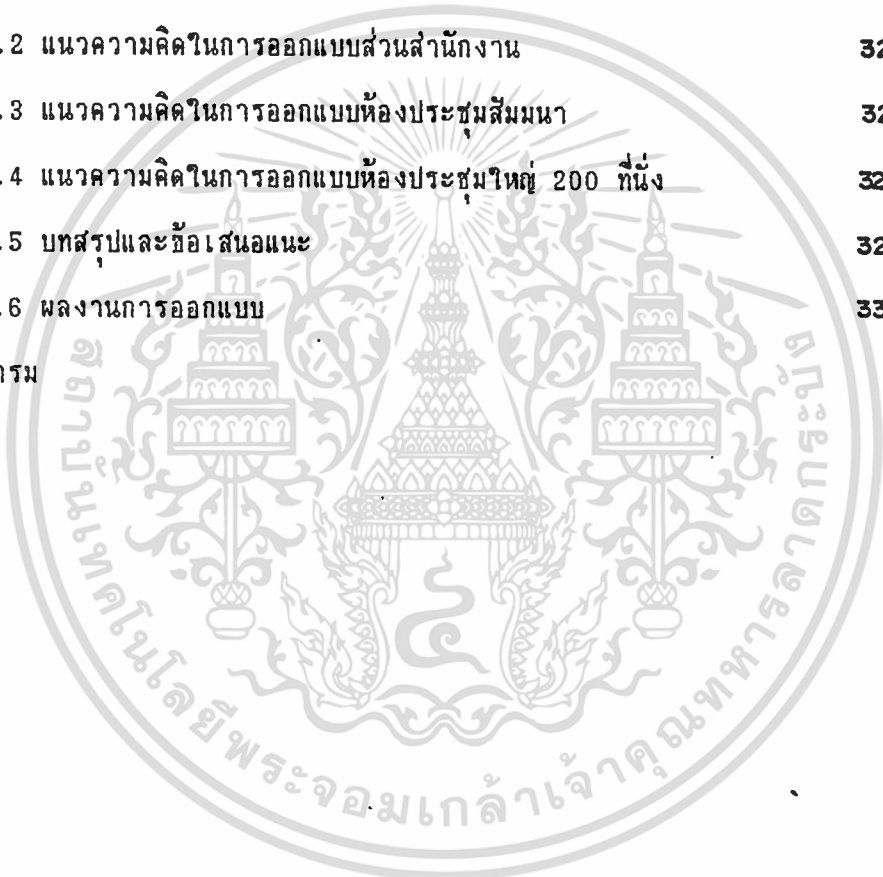 .2 แนวความคิดในการออกแบบส่วนสำนักงาน 32
.3 แนวความคิดในการออกแบบห้องประชุมสัมมนา 32
.4 แนวความคิดในการออกแบบห้องประชุมใหญ่ 200 ที่นั่ง 32
.5 บทสรุปและข้อเสนอแนะ 32
.6 ผลงานการออกแบบ 33
กรม
สถาบันเทคโนโลยีพระจอมเกล้าเจ้าคุณทหารลาดกระบัง